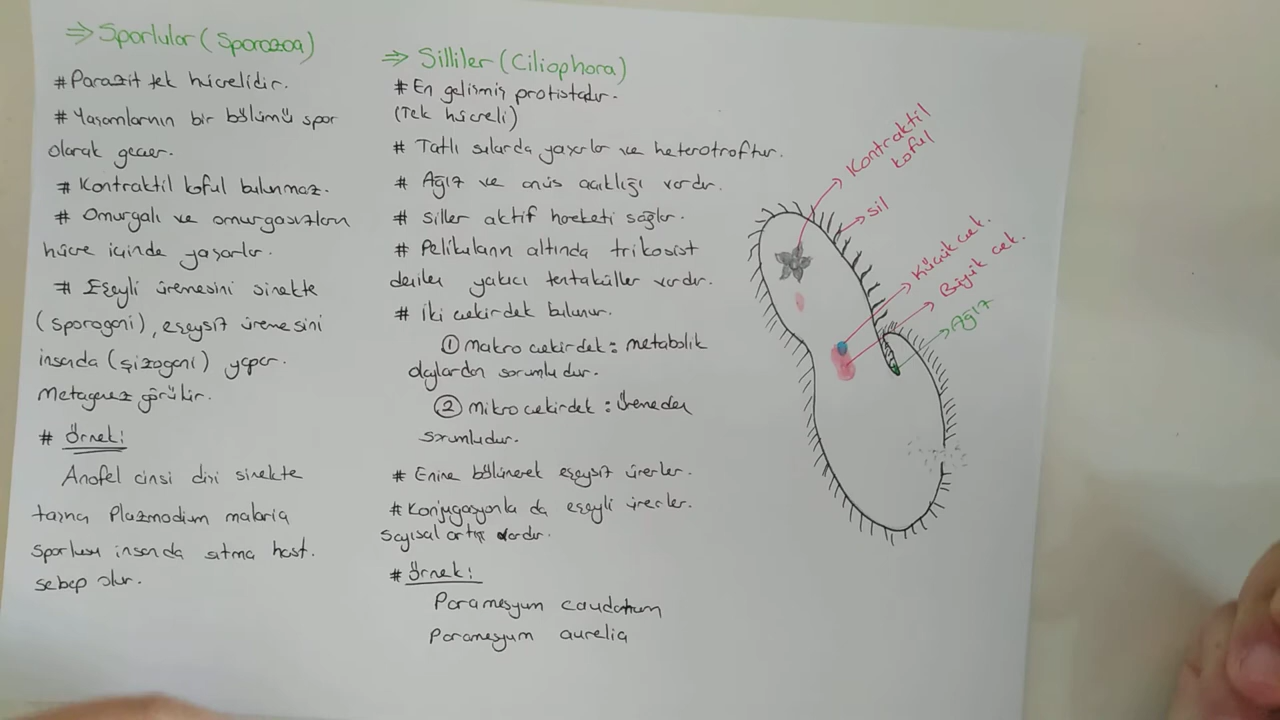 ⇒ Sporlular (Sporozoa)
# Parazit tek hücrelidir.
# Yaşamlarının bir bölümü spor
olarak geçer.
# Kontraktil koful bulunmaz.
# Omurgalı ve omurgasızların
hücre içinde yaşarlar.
# Eşeyli üremesini sinekte
(sporogoni), eşeysiz üremesini
insanda (şizogoni) yapar.
Metagenez görülür.
# Örnek:
Anofel cinsi dişi sinekte
taşınan Plazmodium malaria
sporlusu insanda sıtma hast.
sebep olur.
⇒ Silliler (Ciliophora)
# En gelişmiş protistadır.
(Tek hücreli)
# Tatlı sularda yaşarlar ve heterotroftur.
# Ağız ve anüs açıklığı vardır.
# Siller aktif hareketi sağlar.
# Pelikulanın altında trikosist
denilen yakıcı tentaküller vardır.
# İki çekirdek bulunur.
① Makro çekirdek: metabolik
olaylardan sorumludur.
② Mikro çekirdek: Üremeden
sorumludur.
# Enine bölünerek eşeysiz ürerler.
# Konjugasyonla da eşeyli ürerler.
Sayısal artış vardır.
# Örnek:
Paramesyum caudatum
Paramesyum aurelia
Kontraktil
koful
Sil
Küçük çek.
Büyük çek.
Ağız